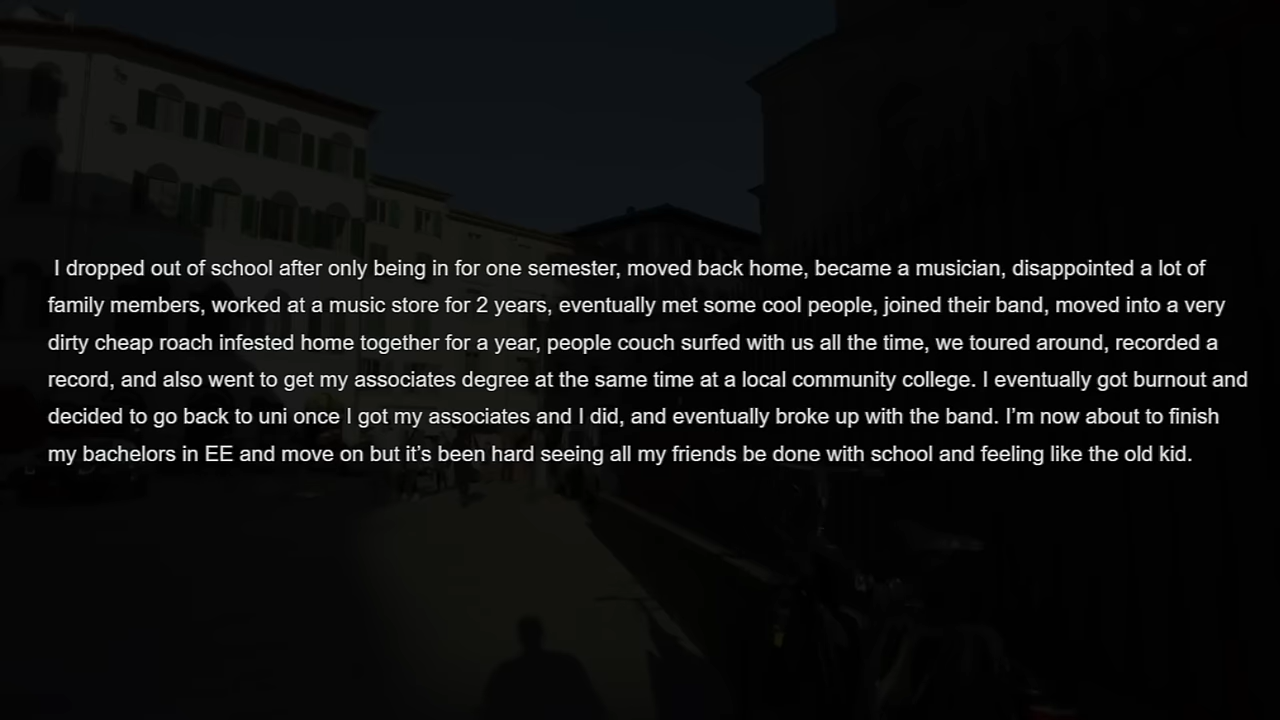 I dropped out of school after only being in for one semester, moved back home, became a musician, disappointed a lot of
family members, worked at a music store for 2 years, eventually met some cool people, joined their band, moved into a very
dirty cheap roach infested home together for a year, people couch surfed with us all the time, we toured around, recorded a
record, and also went to get my associates degree at the same time at a local community college. I eventually got burnout and
decided to go back to uni once I got my associates and I did, and eventually broke up with the band. I’m now about to finish
my bachelors in EE and move on but it’s been hard seeing all my friends be done with school and feeling like the old kid.